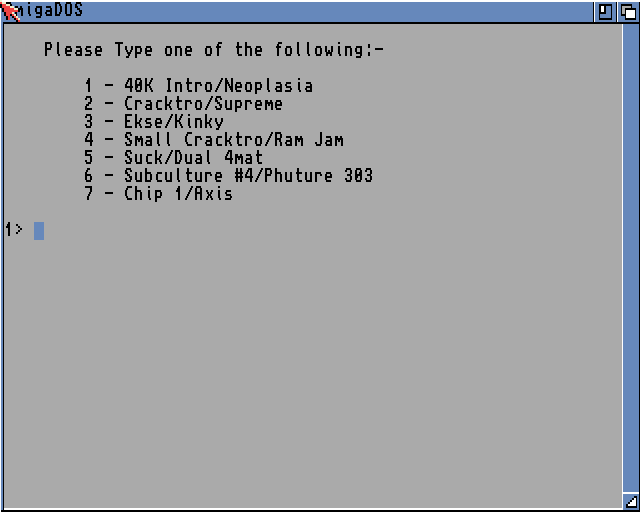 AmigaDOS
Please Type one of the following:-
1 - 40K Intro/Neoplasia
2 - Cracktro/Supreme
3 - Ekse/Kinky
4 - Small Cracktro/Ram Jam
5 - Suck/Dual 4mat
6 - Subculture #4/Phuture 303
7 - Chip 1/Axis
1>